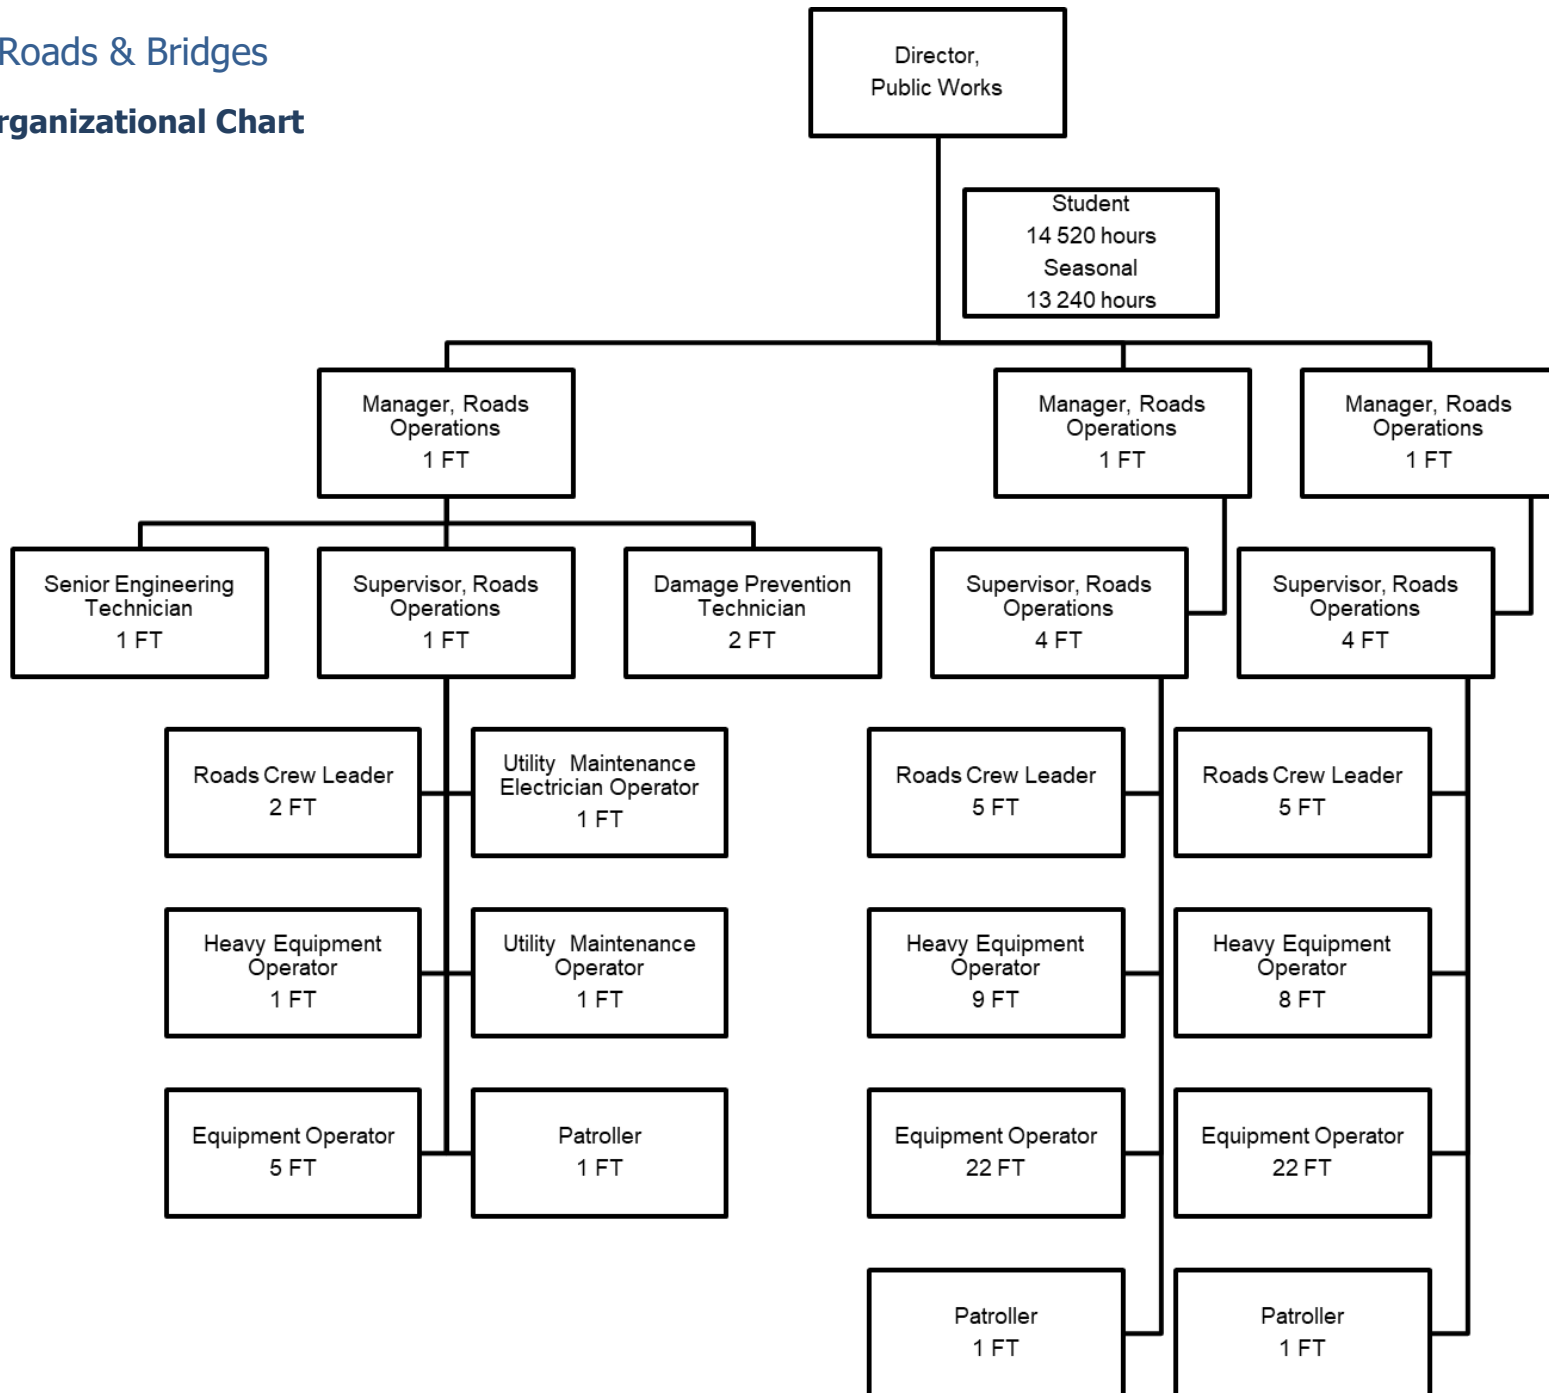 Roads & Bridges
rganizational Chart
Director,
Public Works
Student
14 520 hours
Seasonal
13 240 hours
Manager, Roads
Operations
1 FT
Manager, Roads
Operations
1 FT
Manager, Roads
Operations
1 FT
Senior Engineering
Technician
1 FT
Supervisor, Roads
Operations
1 FT
Damage Prevention
Technician
2 FT
Supervisor, Roads
Operations
4 FT
Supervisor, Roads
Operations
4 FT
Roads Crew Leader
2 FT
Utility Maintenance
Electrician Operator
1 FT
Roads Crew Leader
5 FT
Roads Crew Leader
5 FT
Heavy Equipment
Operator
1 FT
Utility Maintenance
Operator
1 FT
Heavy Equipment
Operator
9 FT
Heavy Equipment
Operator
8 FT
Equipment Operator
5 FT
Patroller
1 FT
Equipment Operator
22 FT
Equipment Operator
22 FT
Patroller
1 FT
Patroller
1 FT